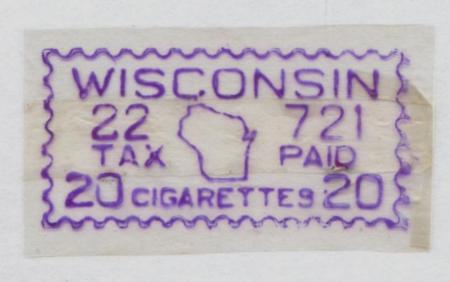 WISCONSIN
22 721
TAX PAID
20 CIGARETTES 20